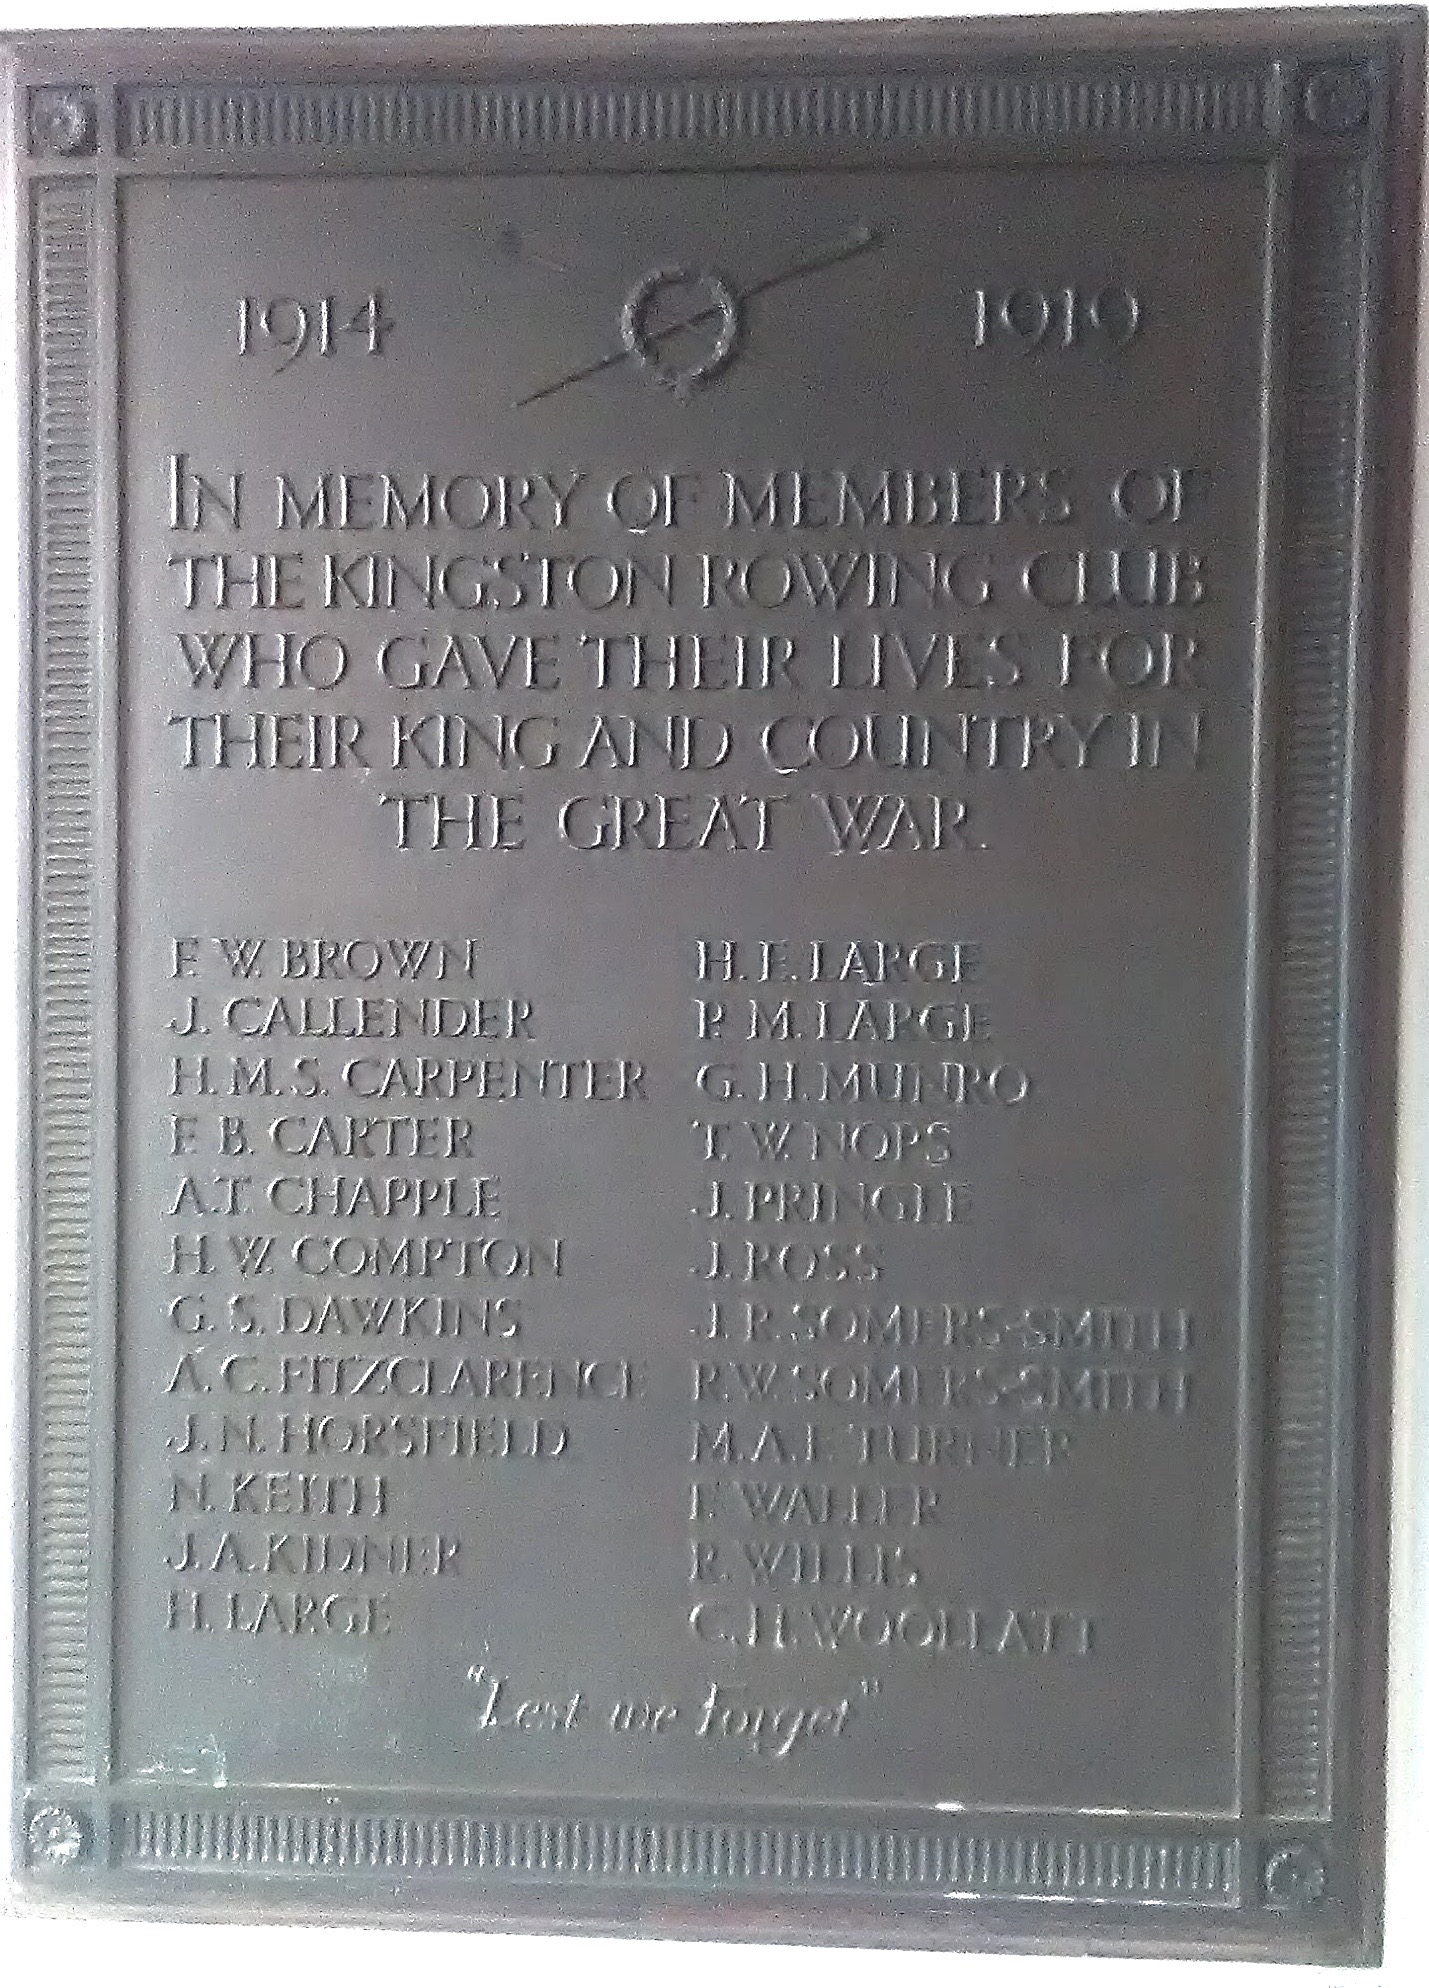 1914 1919
IN MEMORY OF MEMBERS OF
THE KINGSTON ROWING CLUB
WHO GAVE THEIR LIVES FOR
THEIR KING AND COUNTRY IN
THE GREAT WAR.
F. W. BROWN
J. CALLENDER
H. M. S. CARPENTER
F. B. CARTER
A. T. CHAPPLE
H. W. COMPTON
G. S. DAWKINS
A. C. FITZCLARENCE
J. N. HORSFIELD
N. KEITH
J. A. KIDNER
H. LARGE
H. E. LARGE
P. M. LARGE
G. H. MUNRO
T. W. NOPS
J. PRINGLE
J. ROSS
J. R. SOMERS-SMITH
R. W. SOMERS-SMITH
M. A. F. TURNER
F. WALLER
R. WILLIS
C. H. WOOLLATT
"Lest we forget"